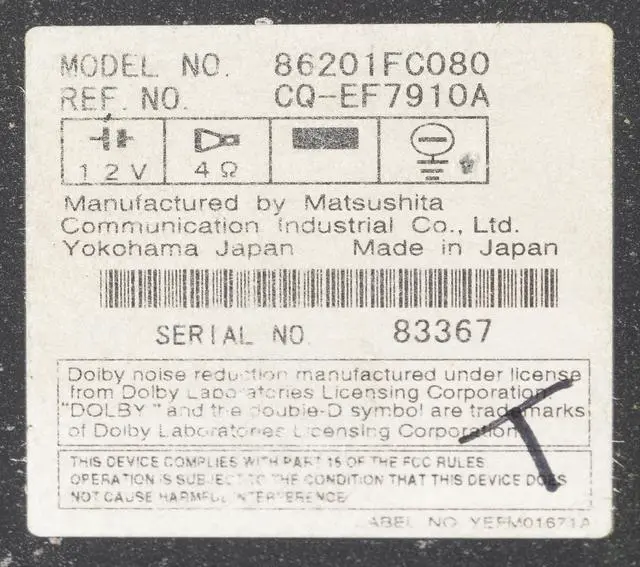 MODEL NO. 86201FC080
REF. NO. CQ-EF7910A
12V 4Ω
Manufactured by Matsushita
Communication Industrial Co., Ltd.
Yokohama Japan Made in Japan
SERIAL NO. 83367
Dolby noise reduction manufactured under license
from Dolby Laboratories Licensing Corporation.
"DOLBY" and the double-D symbol are trademarks
of Dolby Laboratories Licensing Corporation.
THIS DEVICE COMPLIES WITH PART 15 OF THE FCC RULES
OPERATION IS SUBJECT TO THE CONDITION THAT THIS DEVICE DOES
NOT CAUSE HARMFUL INTERFERENCE
LABEL NO YEFM01671A
T